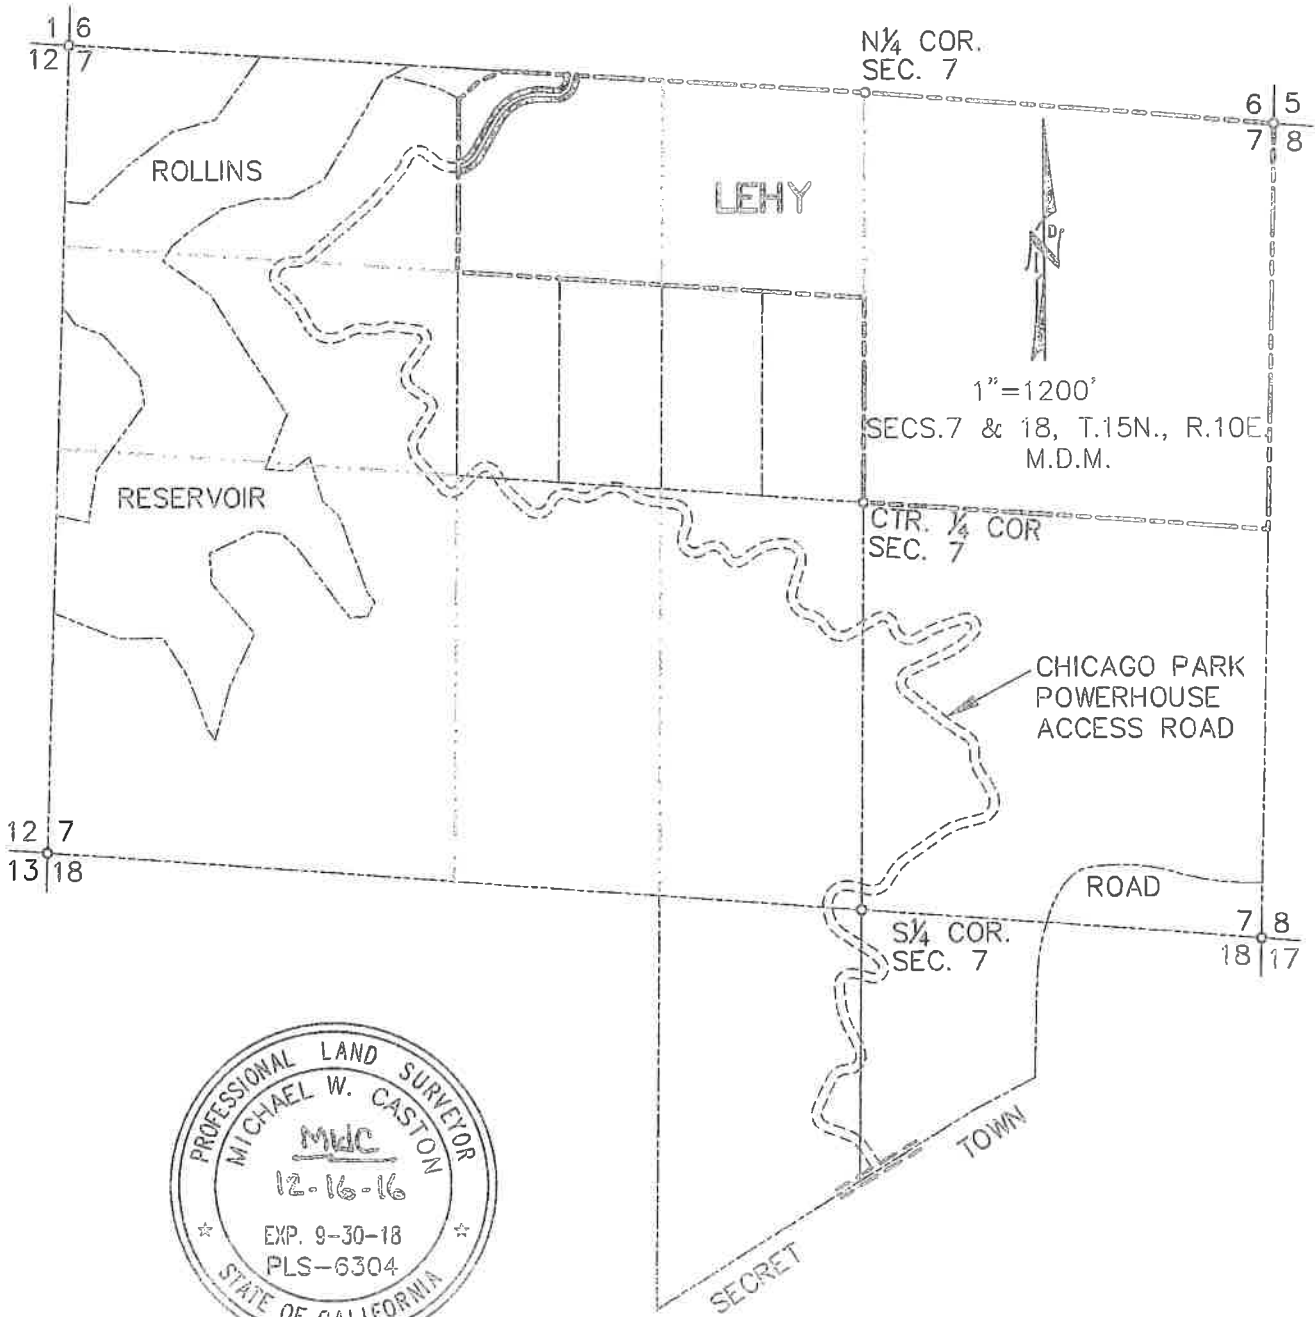 1 6
12 7
N¼ COR.
SEC. 7
6 5
7 8
ROLLINS
LEHY
1"=1200'
SECS.7 & 18, T.15N., R.10E.
M.D.M.
RESERVOIR
CTR. ¼ COR
SEC. 7
CHICAGO PARK
POWERHOUSE
ACCESS ROAD
12 7
13 18
ROAD
S¼ COR.
SEC. 7
7 8
18 17
TOWN
SECRET
PROFESSIONAL LAND SURVEYOR
MICHAEL W. CASTON
MWC
12-16-16
EXP. 9-30-18
PLS-6304
STATE OF CALIFORNIA